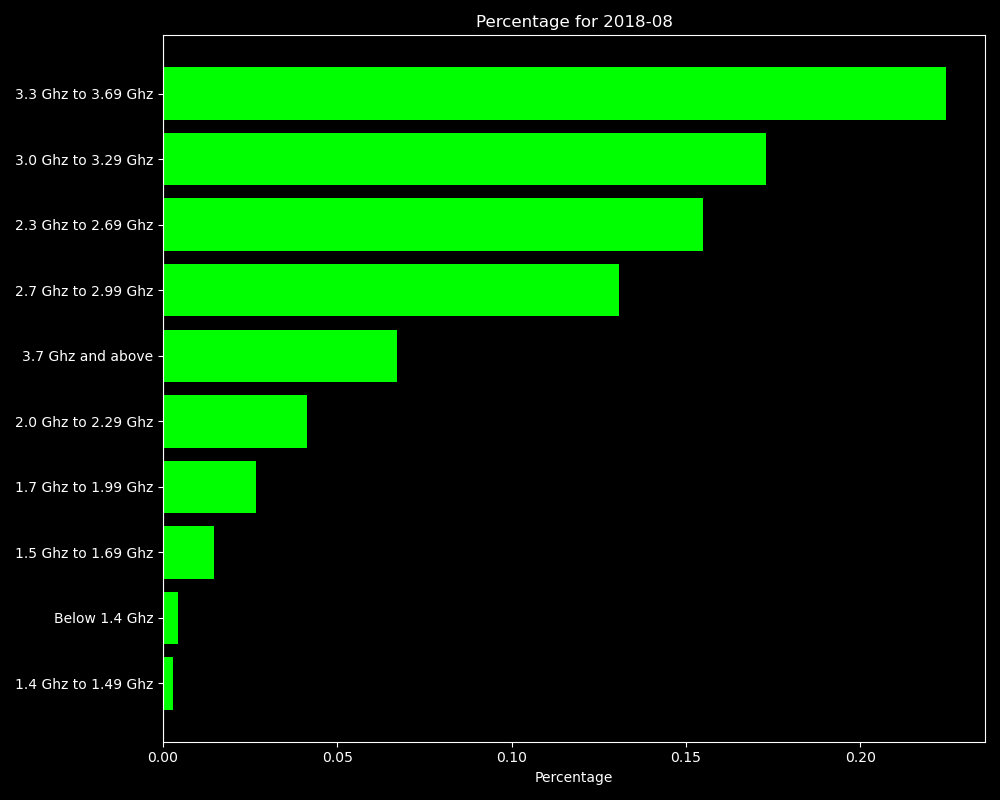 Percentage for 2018-08
3.3 Ghz to 3.69 Ghz
3.0 Ghz to 3.29 Ghz
2.3 Ghz to 2.69 Ghz
2.7 Ghz to 2.99 Ghz
3.7 Ghz and above
2.0 Ghz to 2.29 Ghz
1.7 Ghz to 1.99 Ghz
1.5 Ghz to 1.69 Ghz
Below 1.4 Ghz
1.4 Ghz to 1.49 Ghz
0.00 0.05 0.10 0.15 0.20
Percentage